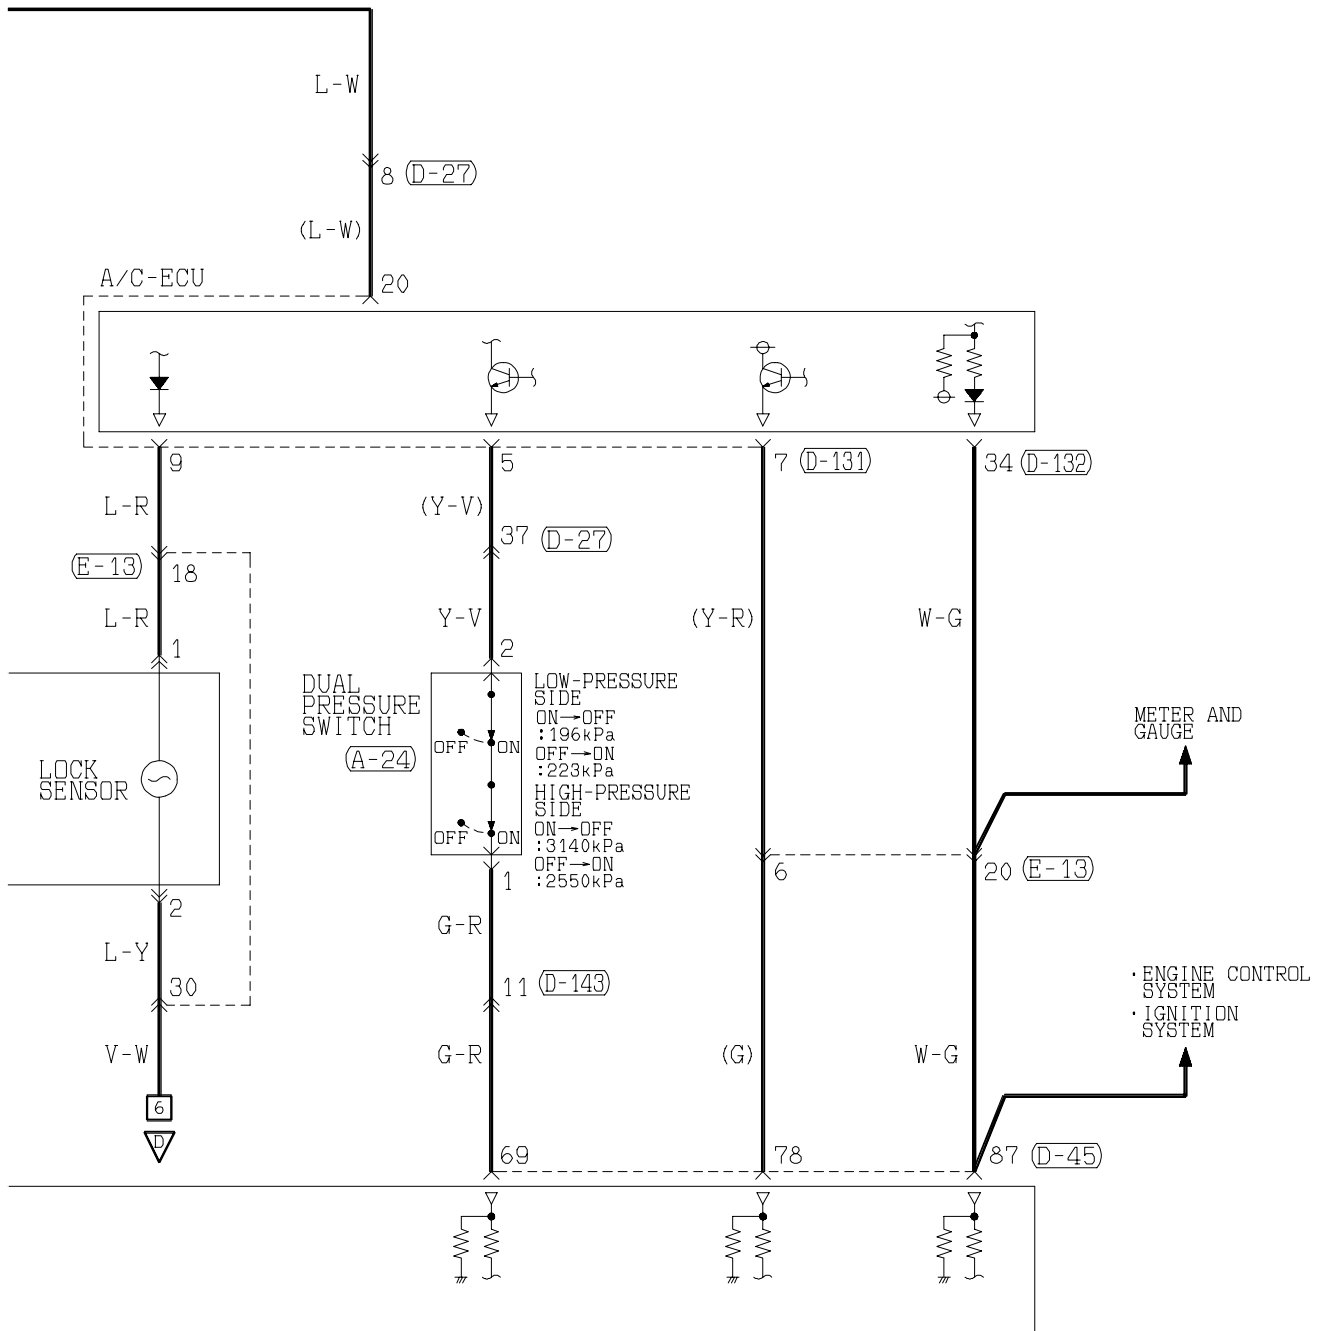 L-W
8 (D-27)
(L-W)
A/C-ECU
20
9
5
7 (D-131)
34 (D-132)
L-R
(Y-V)
37 (D-27)
(E-13)
18
L-R
Y-V
(Y-R)
W-G
1
2
DUAL
PRESSURE
SWITCH
(A-24)
LOW-PRESSURE
SIDE
ON→OFF
:196kPa
OFF→ON
:223kPa
HIGH-PRESSURE
SIDE
ON→OFF
:3140kPa
OFF→ON
:2550kPa
OFF ON
OFF ON
METER AND
GAUGE
LOCK
SENSOR
6
20 (E-13)
2
1
L-Y
G-R
30
11 (D-143)
·ENGINE CONTROL
SYSTEM
·IGNITION
SYSTEM
V-W
G-R
(G)
W-G
6
D
69
78
87 (D-45)